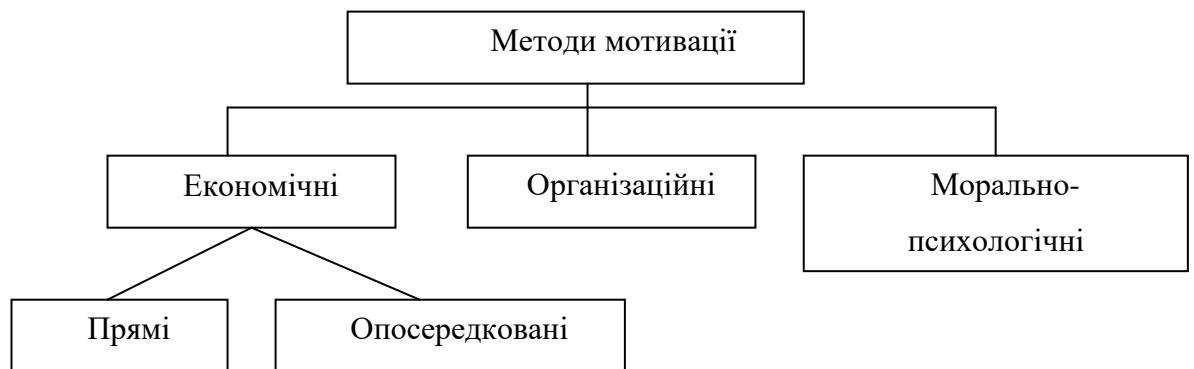 Методи мотивації
Економічні
Організаційні
Морально-
психологічні
Прямі
Опосередковані